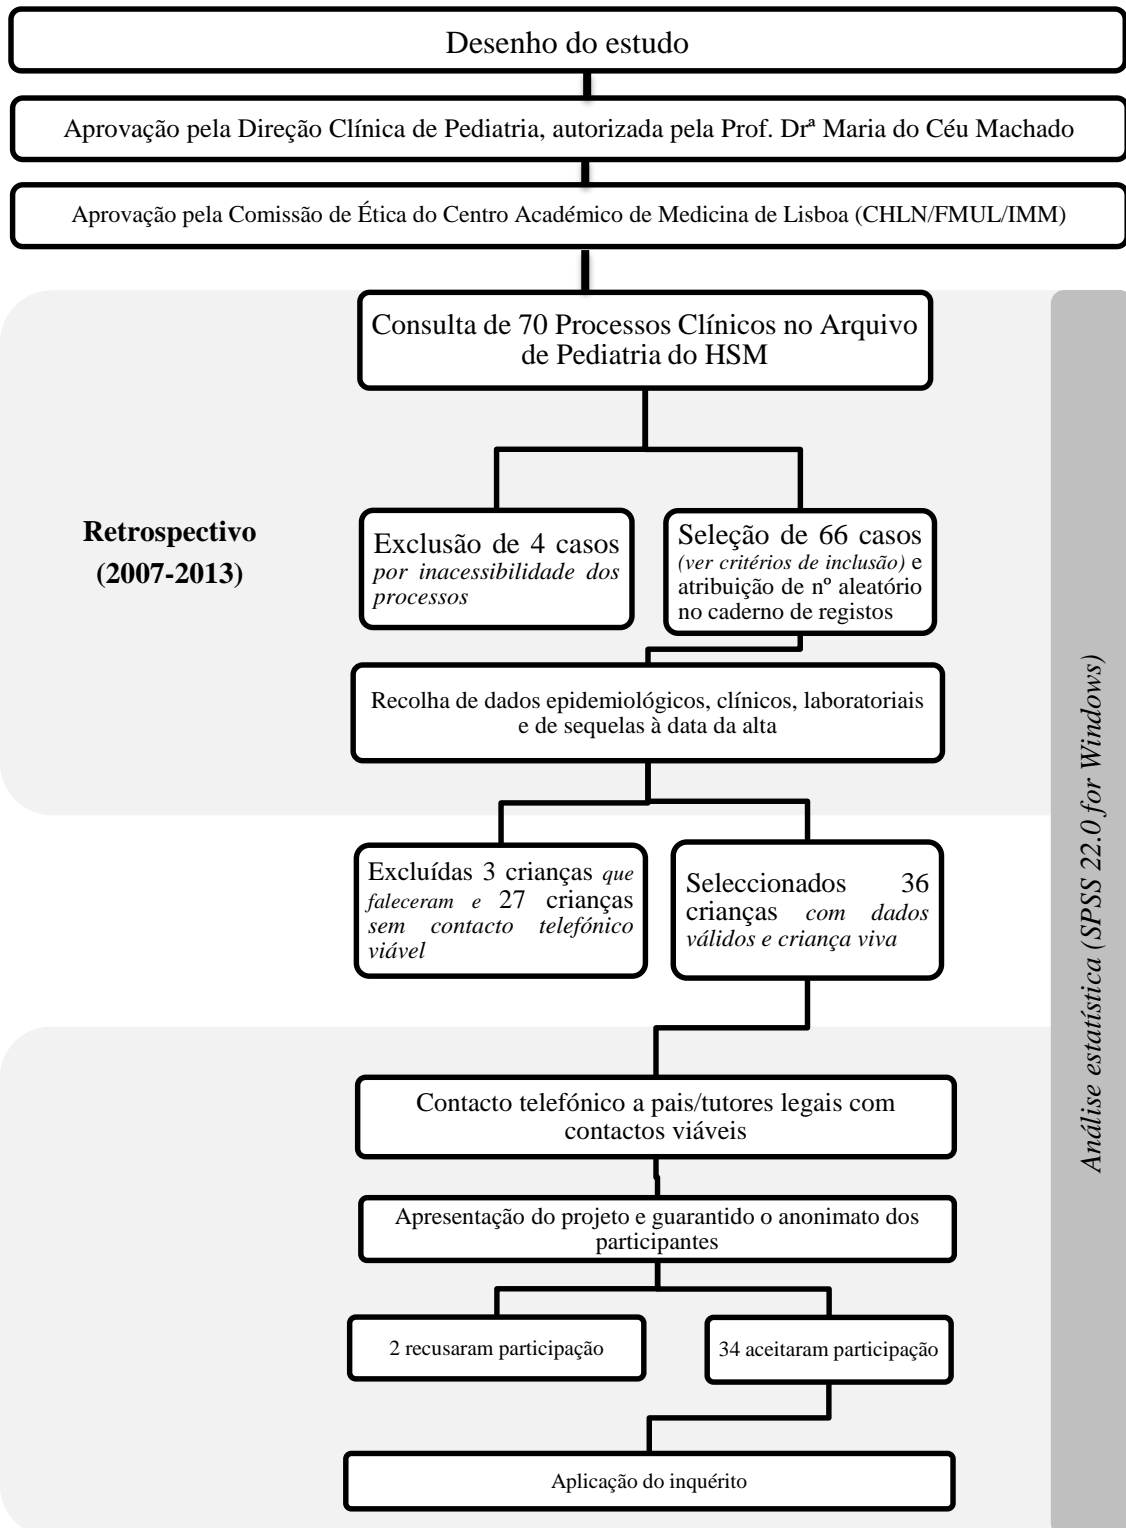 Desenho do estudo
Aprovação pela Direção Clínica de Pediatria, autorizada pela Prof. Drª Maria do Céu Machado
Aprovação pela Comissão de Ética do Centro Académico de Medicina de Lisboa (CHLN/FMUL/IMM)
Consulta de 70 Processos Clínicos no Arquivo
de Pediatria do HSM
Retrospectivo
(2007-2013)
Exclusão de 4 casos
por inacessibilidade dos
processos
Seleção de 66 casos
(ver critérios de inclusão) e
atribuição de nº aleatório
no caderno de registos
Recolha de dados epidemiológicos, clínicos, laboratoriais
e de sequelas à data da alta
Excluídas 3 crianças que
faleceram e 27 crianças
sem contacto telefónico
viável
Seleccionados 36
crianças com dados
válidos e criança viva
Contacto telefónico a pais/tutores legais com
contactos viáveis
Apresentação do projeto e guarantido o anonimato dos
participantes
2 recusaram participação
34 aceitaram participação
Aplicação do inquérito
Análise estatística (SPSS 22.0 for Windows)